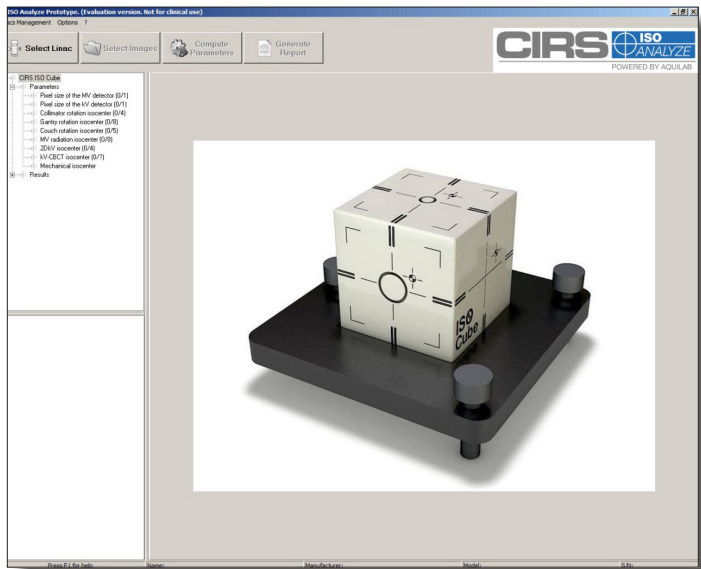 ISO Analyze Prototype. (Evaluation version. Not for clinical use)
acs Management Options ?
Select Linac
Select Images
Compute Parameters
Generate Report
CIRS ISO ANALYZE
POWERED BY AQUILAB
CIRS ISO Cube
Parameters
Pixel size of the MV detector (0/1)
Pixel size of the kV detector (0/1)
Collimator rotation isocenter (0/4)
Gantry rotation isocenter (0/8)
Couch rotation isocenter (0/5)
MV radiation isocenter (0/8)
2DkV isocenter (0/4)
kV-CBCT isocenter (0/?)
Mechanical isocenter
Results
ISO
Cube
Press F1 for help Name: Manufacturer: Model: S/N: